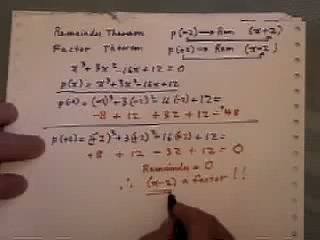 Remainder Theorem p(-2) → Rem (x+2)
Factor Theorem p(+2) → Rem (x-2)
x³+3x²-16x+12=0
p(x) = x³+3x²-16x+12
p(-2) = (-2)³+3(-2)²-16(-2)+12=
-8 + 12 + 32 + 12 = 48
p(+2) = (2)³+3(2)²-16(2)+12=
+8 + 12 - 32 + 12 = 0
Remainder = 0
∴ (x-2) a factor !!